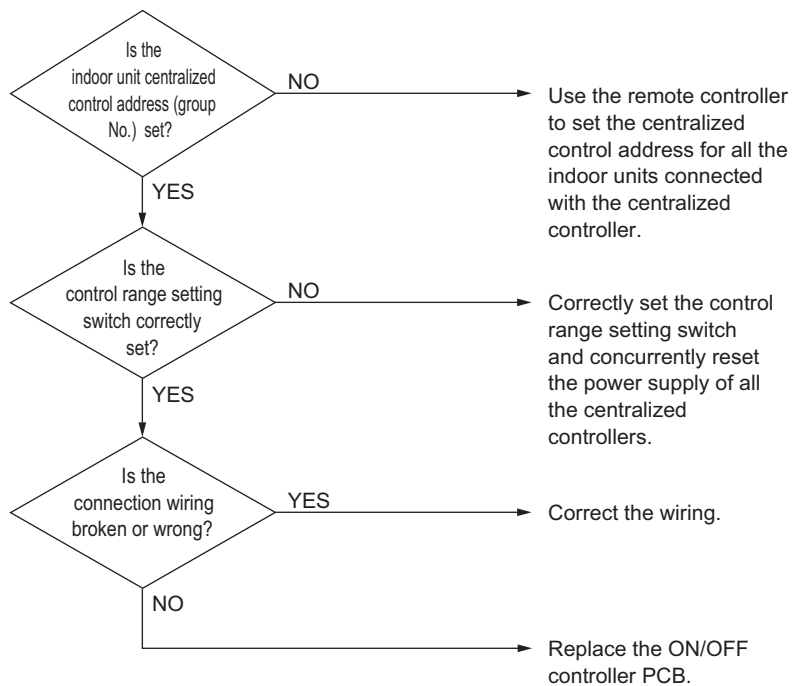 Is the
indoor unit centralized
control address (group
No.) set?
NO
Use the remote controller
to set the centralized
control address for all the
indoor units connected
with the centralized
controller.
YES
Is the
control range setting
switch correctly
set?
NO
Correctly set the control
range setting switch
and concurrently reset
the power supply of all
the centralized
controllers.
YES
Is the
connection wiring
broken or wrong?
YES
Correct the wiring.
NO
Replace the ON/OFF
controller PCB.